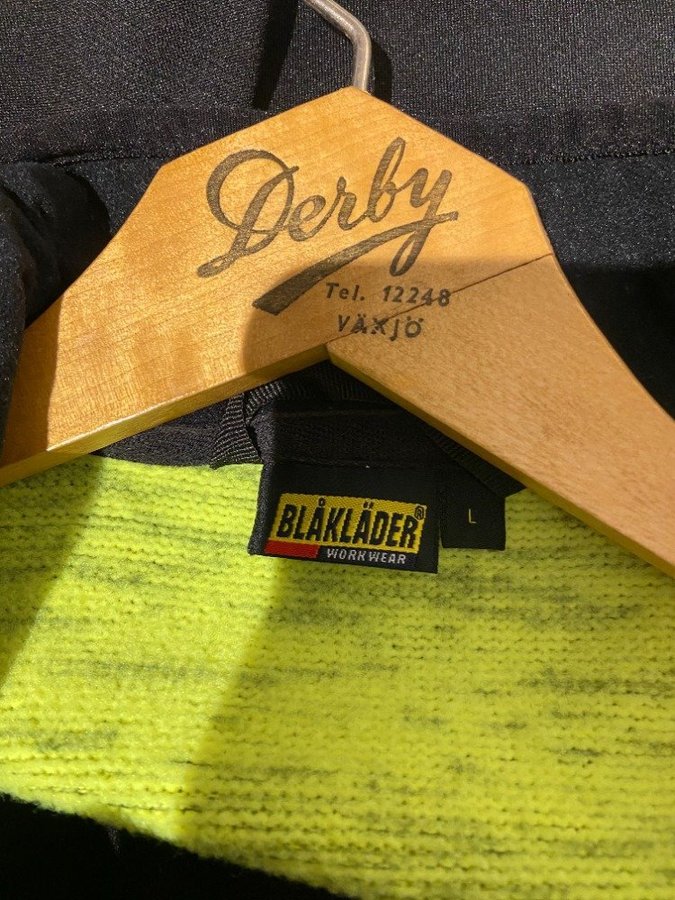 Derby
Tel. 12248
VÄXJÖ
BLÅKLÄDER®
WORKWEAR
L